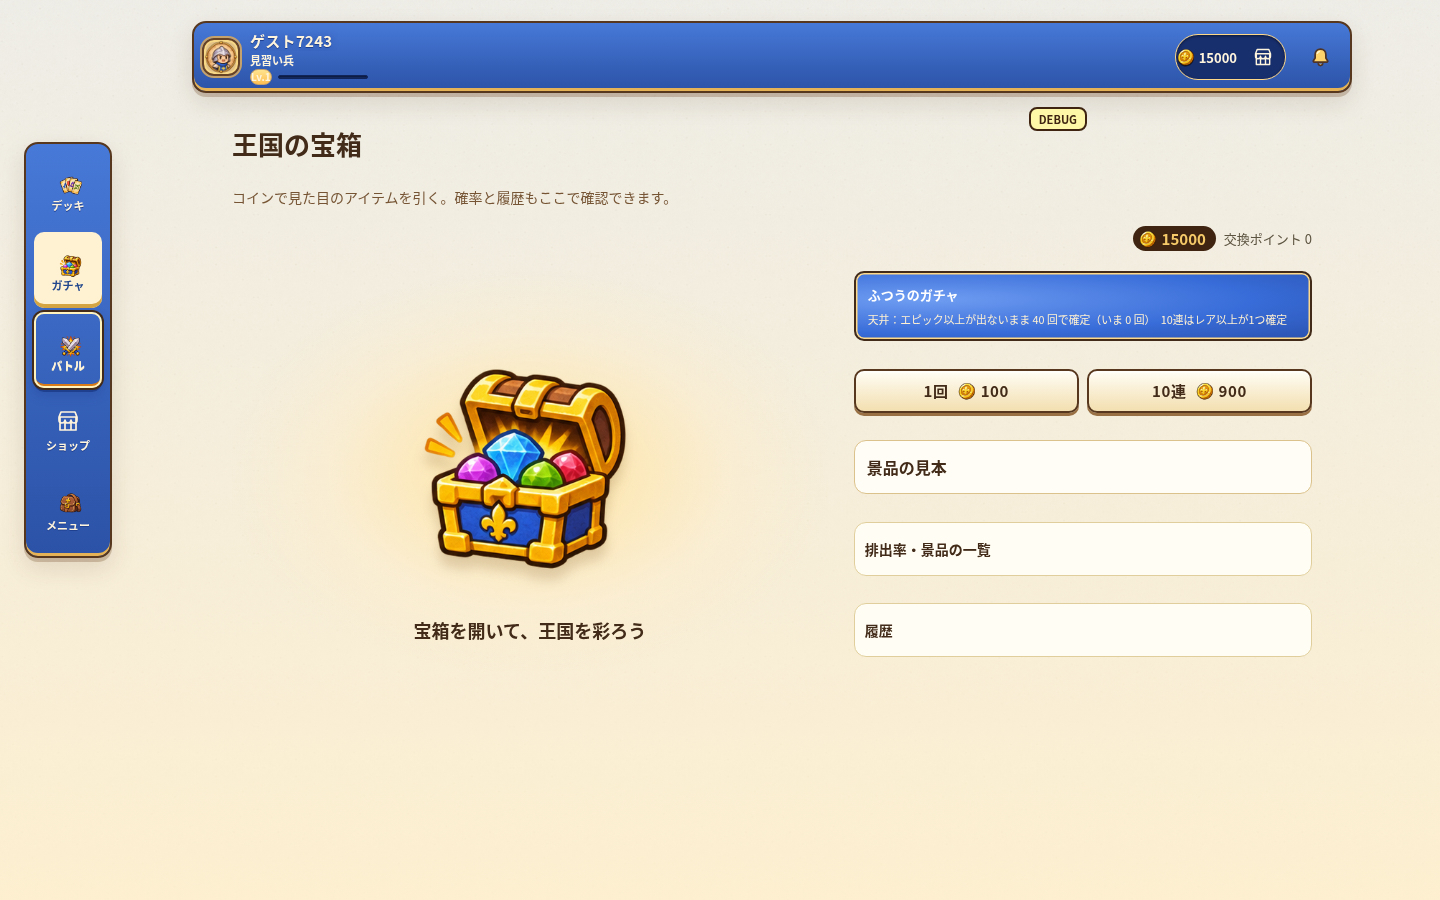 ゲスト7243
見習い兵
Lv.1
15000
DEBUG
王国の宝箱
コインで見た目のアイテムを引く。確率と履歴もここで確認できます。
デッキ
ガチャ
バトル
ショップ
メニュー
15000 交換ポイント 0
ふつうのガチャ
天井：エピック以上が出ないまま 40 回で確定（いま 0 回） 10連はレア以上が1つ確定
1回 100
10連 900
景品の見本
排出率・景品の一覧
履歴
宝箱を開いて、王国を彩ろう